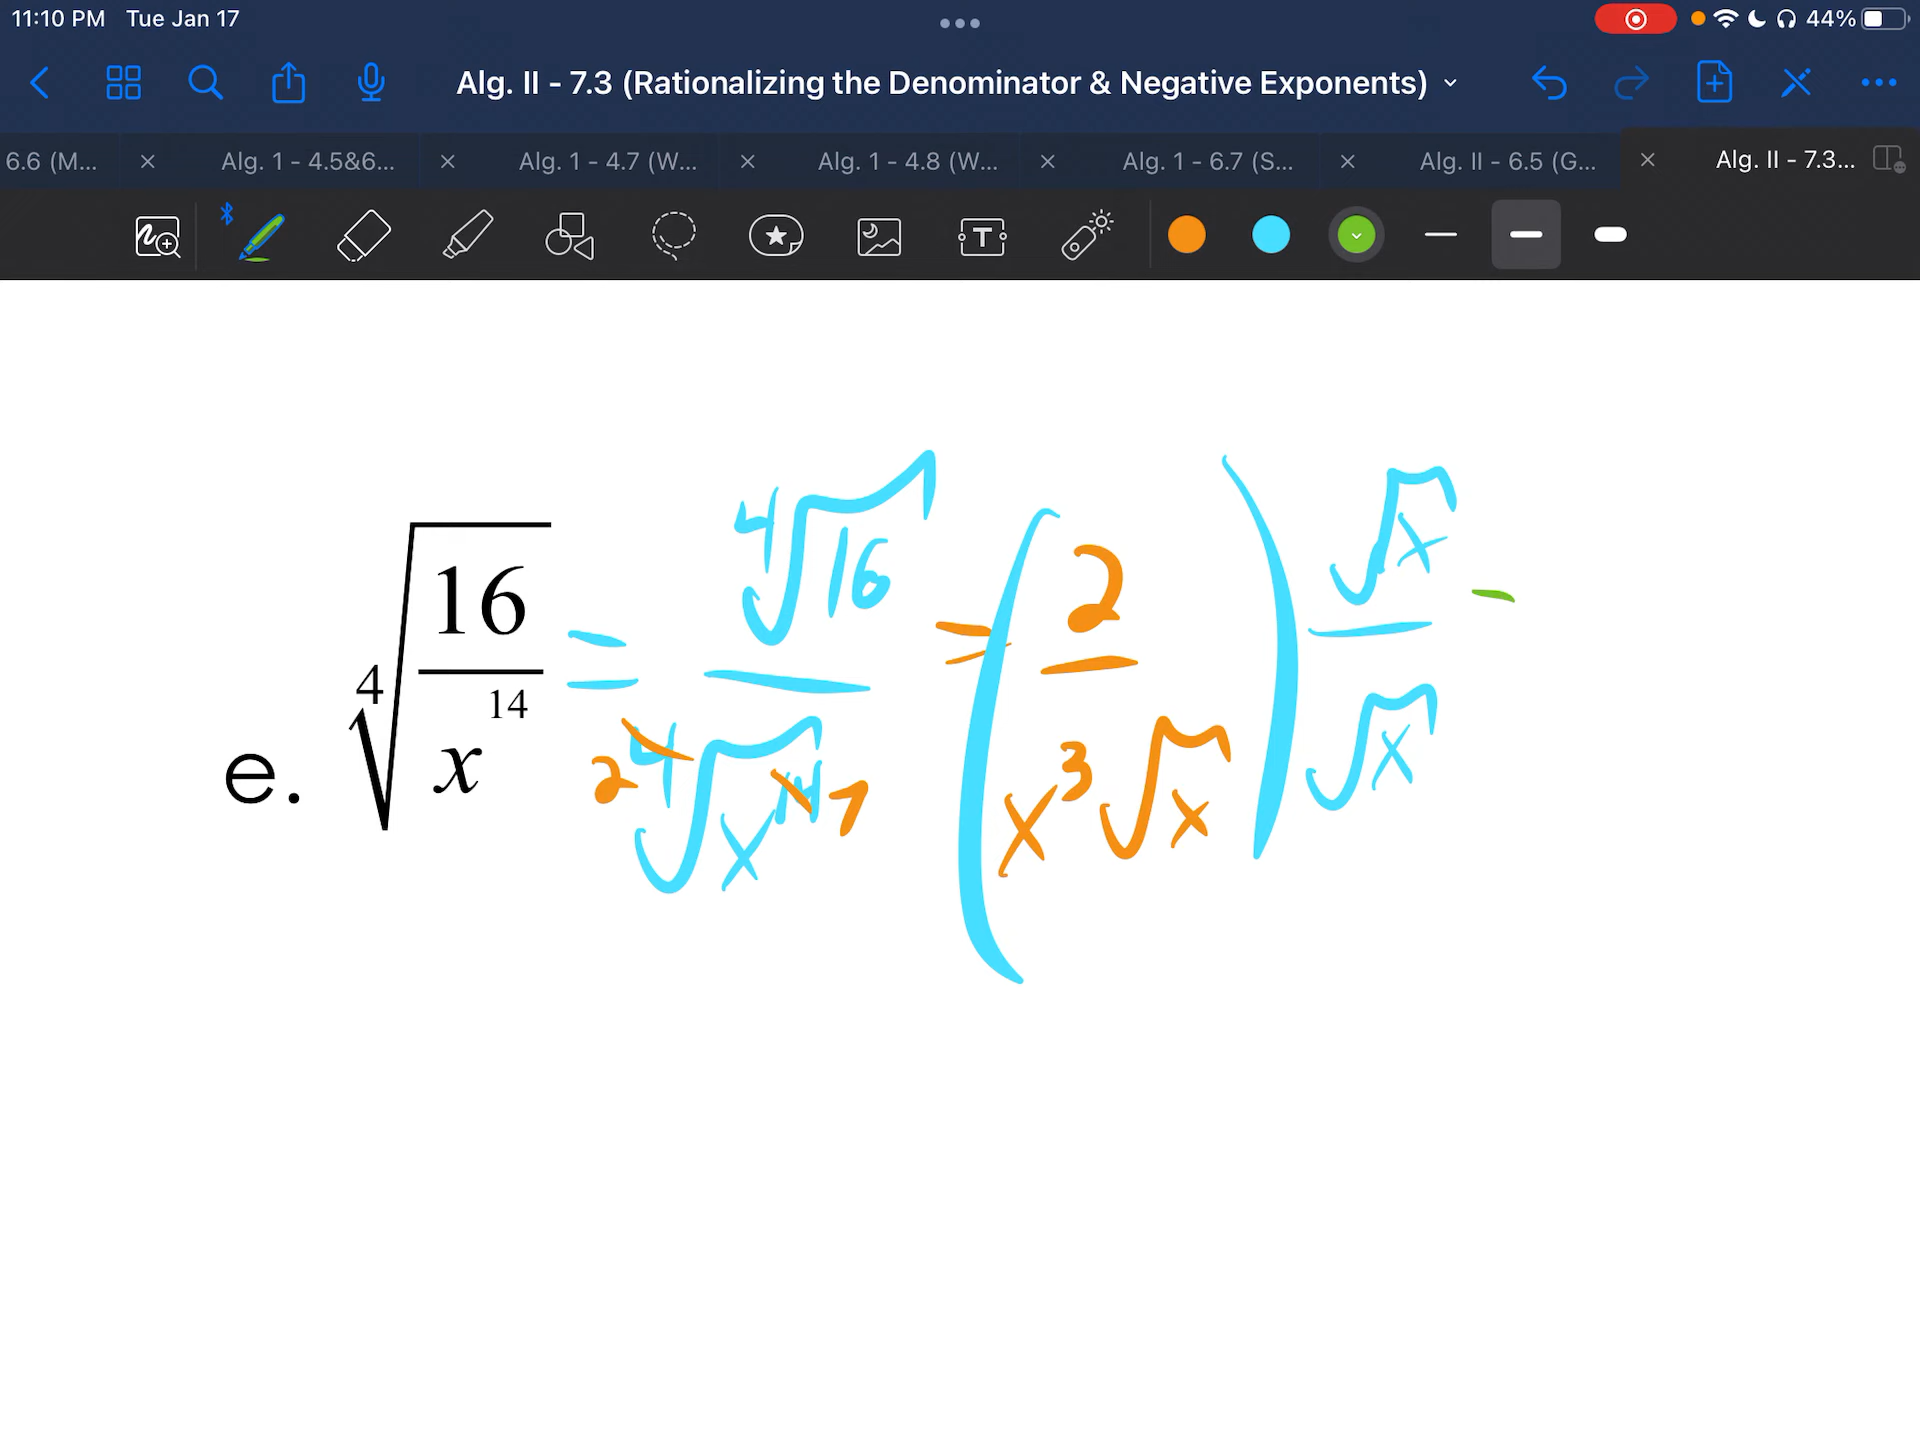 11:10 PM Tue Jan 17
44%
Alg. II - 7.3 (Rationalizing the Denominator & Negative Exponents)
6.6 (M... Alg. 1 - 4.5&6... Alg. 1 - 4.7 (W... Alg. 1 - 4.8 (W... Alg. 1 - 6.7 (S... Alg. II - 6.5 (G... Alg. II - 7.3...
T
e. ⁴√(16/x¹⁴) = ⁴√16 / ²⁴√x¹⁴ ⁷ = (2 / x³√x) √x / √x -